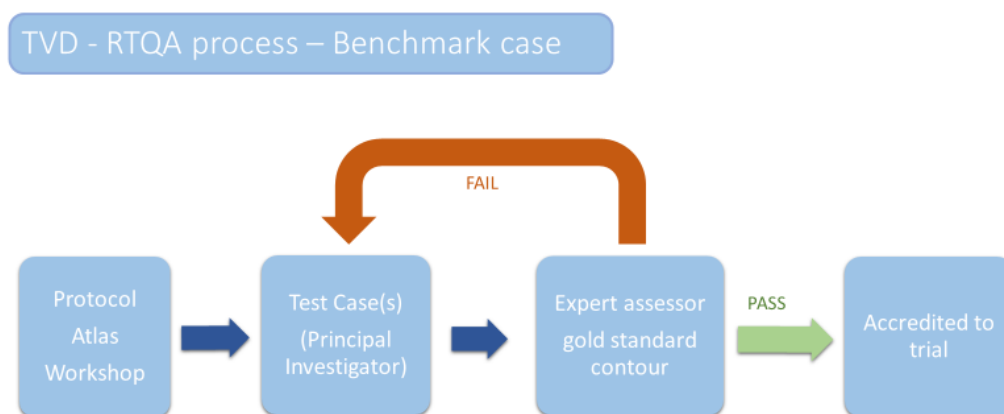 TVD - RTQA process – Benchmark case
FAIL
Protocol
Atlas
Workshop
Test Case(s)
(Principal
Investigator)
Expert assessor
gold standard
contour
PASS
Accredited to
trial